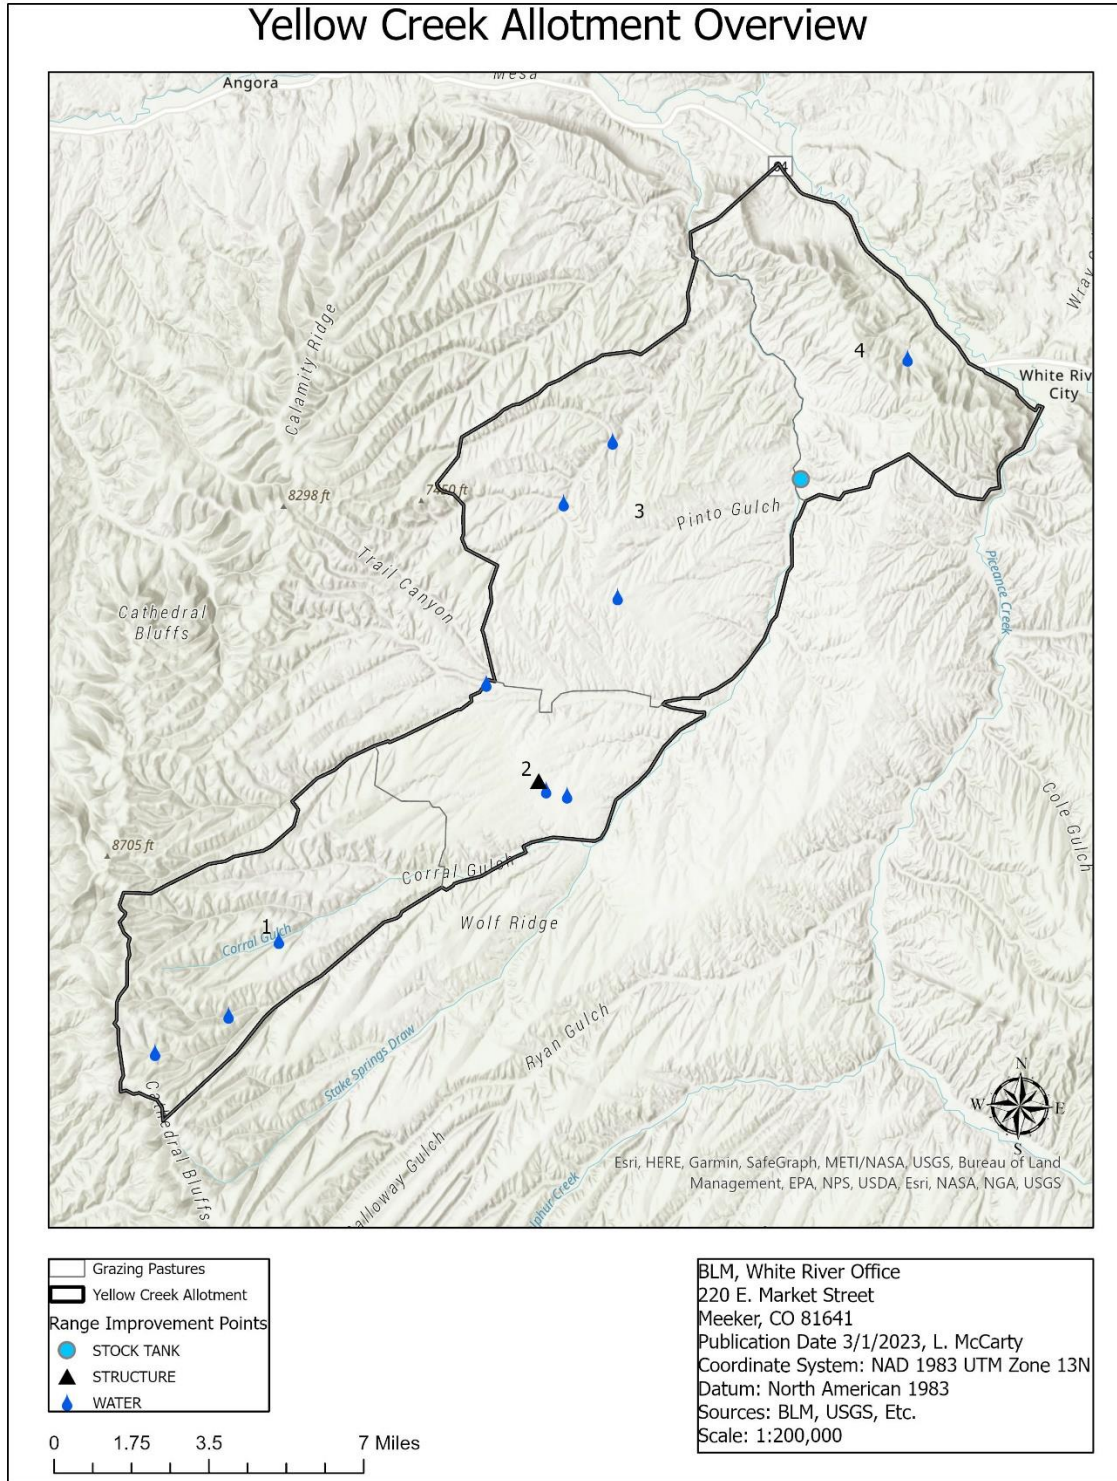 Yellow Creek Allotment Overview
Mesa
Angora
64
Calamity Ridge
4
White Riv
City
8298 ft
7450 ft
3
Pinto Gulch
Trail Canyon
Piceance Creek
Cathedral
Bluffs
2
Cole Gulch
8705 ft
Corral Gulch
Wolf Ridge
1
Corral Gulch
Ryan Gulch
Stake Springs Draw
Cathedral Bluffs
N
W
E
S
Esri, HERE, Garmin, SafeGraph, METI/NASA, USGS, Bureau of Land
Management, EPA, NPS, USDA, Esri, NASA, NGA, USGS
Grazing Pastures
Yellow Creek Allotment
Range Improvement Points
STOCK TANK
STRUCTURE
WATER
0 1.75 3.5 7 Miles
BLM, White River Office
220 E. Market Street
Meeker, CO 81641
Publication Date 3/1/2023, L. McCarty
Coordinate System: NAD 1983 UTM Zone 13N
Datum: North American 1983
Sources: BLM, USGS, Etc.
Scale: 1:200,000